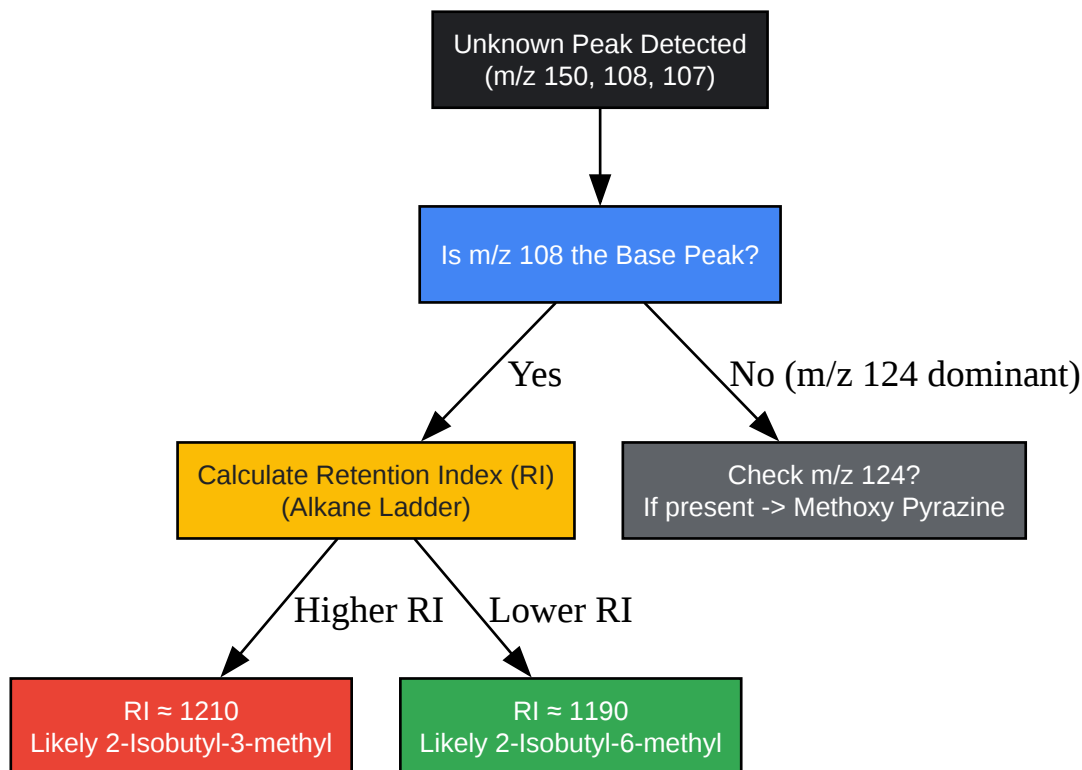 Unknown Peak Detected
(m/z 150, 108, 107)
Is m/z 108 the Base Peak?
Yes
No (m/z 124 dominant)
Calculate Retention Index (RI)
(Alkane Ladder)
Check m/z 124?
If present -> Methoxy Pyrazine
Higher RI
Lower RI
RI ≈ 1210
Likely 2-Isobutyl-3-methyl
RI ≈ 1190
Likely 2-Isobutyl-6-methyl